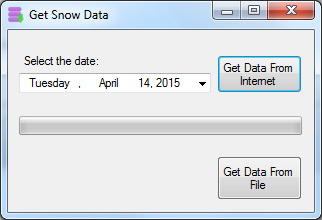 Get Snow Data
Select the date:
Tuesday , April 14, 2015
Get Data From
Internet
Get Data From
File